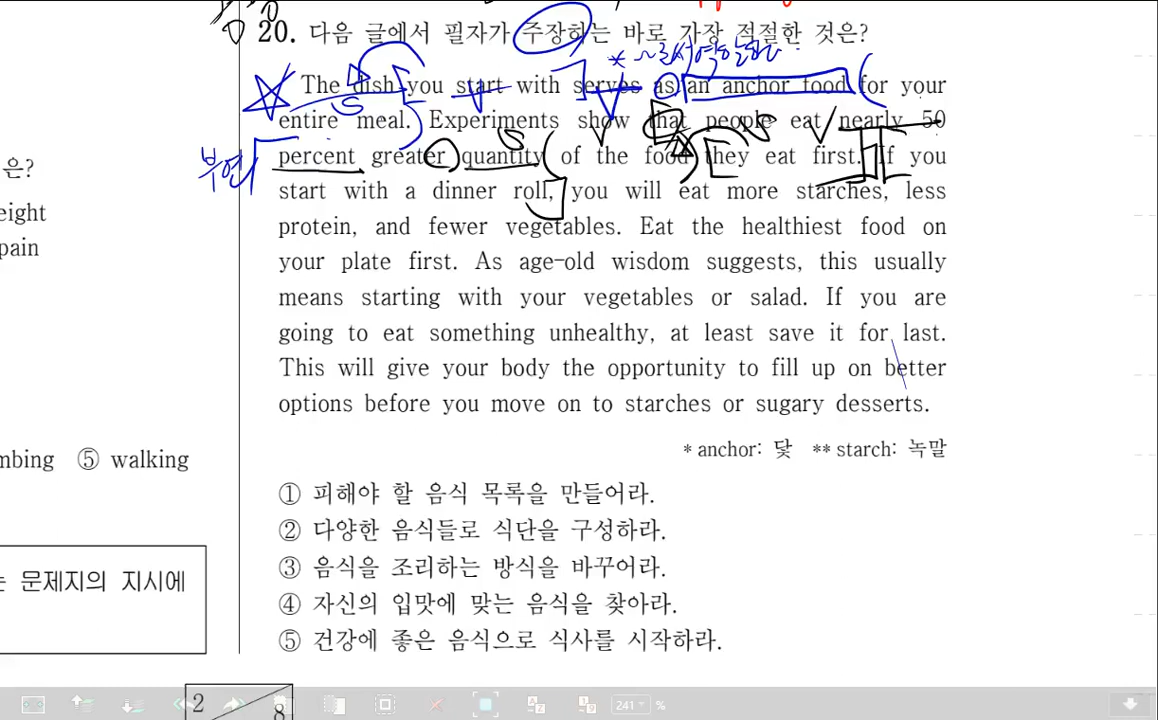 20. 다음 글에서 필자가 주장하는 바로 가장 적절한 것은?
* ~로서 역할을 한다
The dish you start with serves as an anchor food for your
entire meal. Experiments show that people eat nearly 50
부연
percent greater quantity of the food they eat first. If you
start with a dinner roll, you will eat more starches, less
protein, and fewer vegetables. Eat the healthiest food on
your plate first. As age-old wisdom suggests, this usually
means starting with your vegetables or salad. If you are
going to eat something unhealthy, at least save it for last.
This will give your body the opportunity to fill up on better
options before you move on to starches or sugary desserts.
* anchor: 닻 ** starch: 녹말
① 피해야 할 음식 목록을 만들어라.
② 다양한 음식들로 식단을 구성하라.
③ 음식을 조리하는 방식을 바꾸어라.
④ 자신의 입맛에 맞는 음식을 찾아라.
⑤ 건강에 좋은 음식으로 식사를 시작하라.
은?
eight
pain
mbing ⑤ walking
는 문제지의 지시에
2
8
241 %